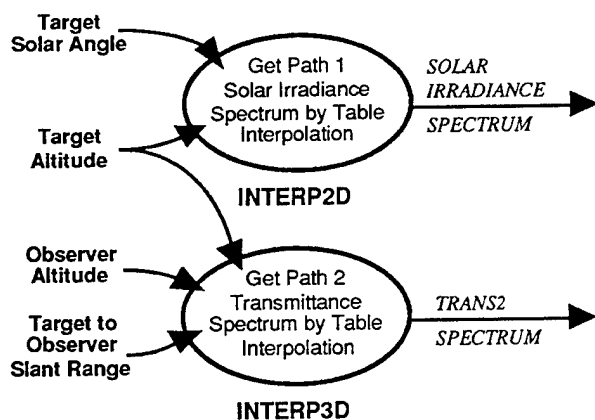 Target
Solar Angle
Get Path 1
Solar Irradiance
Spectrum by Table
Interpolation
SOLAR
IRRADIANCE
SPECTRUM
Target
Altitude
INTERP2D
Observer
Altitude
Target to
Observer
Slant Range
Get Path 2
Transmittance
Spectrum by Table
Interpolation
TRANS2
SPECTRUM
INTERP3D